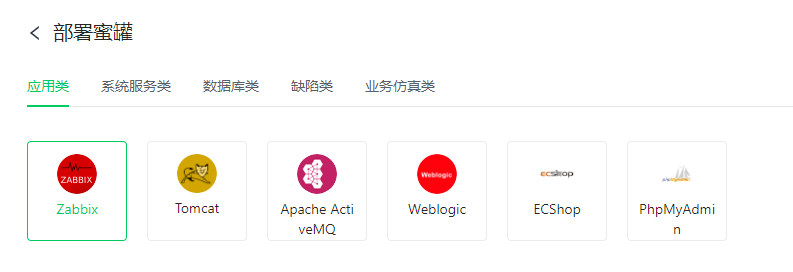 部署蜜罐
应用类 系统服务类 数据库类 缺陷类 业务仿真类
ZABBIX
Weblogic
ecshop
Zabbix Tomcat Apache Acti Weblogic ECShop PhpMyAdmi
veMQ n